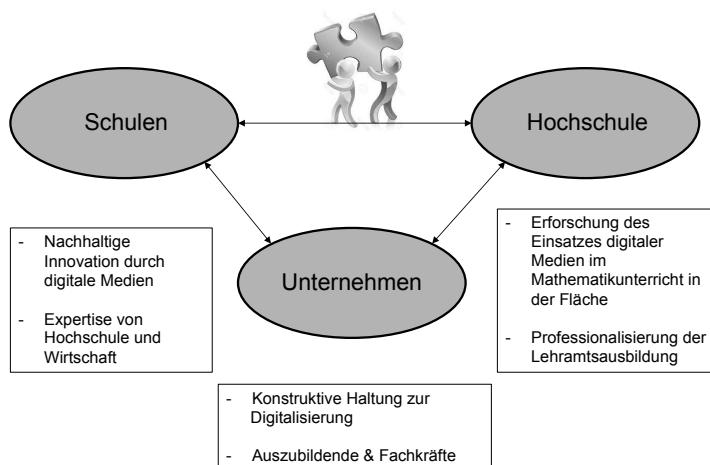 Schulen
Hochschule
Unternehmen
- Nachhaltige
Innovation durch
digitale Medien
- Expertise von
Hochschule und
Wirtschaft
- Erforschung des
Einsatzes digitaler
Medien im
Mathematikunterricht in
der Fläche
- Professionalisierung der
Lehramtsausbildung
- Konstruktive Haltung zur
Digitalisierung
- Auszubildende & Fachkräfte